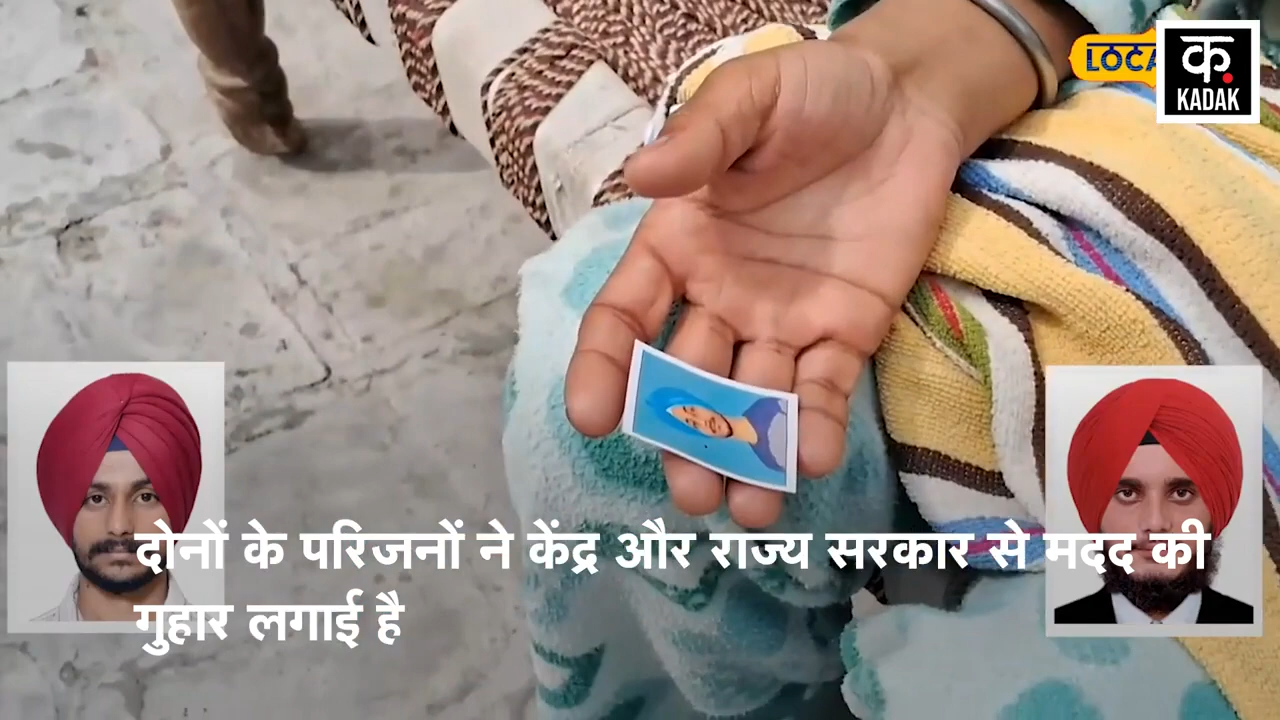 LOCA
क
KADAK
दोनों के परिजनों ने केंद्र और राज्य सरकार से मदद की
गुहार लगाई है